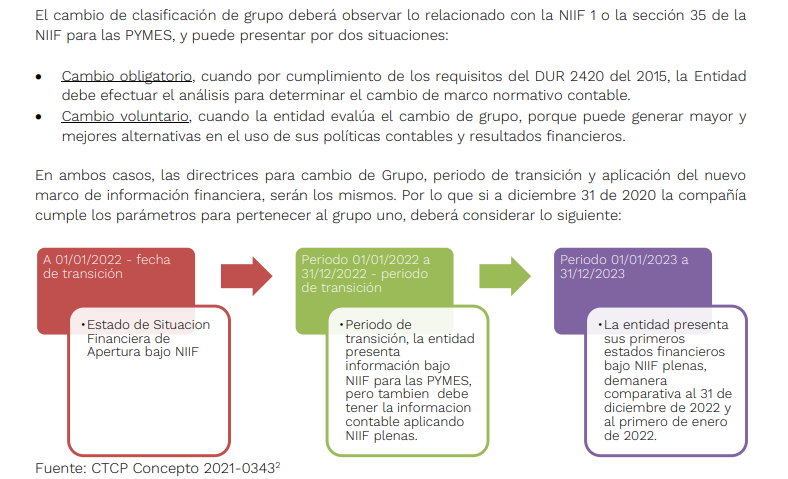 El cambio de clasificación de grupo deberá observar lo relacionado con la NIIF 1 o la sección 35 de la
NIIF para las PYMES, y puede presentar por dos situaciones:
• Cambio obligatorio, cuando por cumplimiento de los requisitos del DUR 2420 del 2015, la Entidad
debe efectuar el análisis para determinar el cambio de marco normativo contable.
• Cambio voluntario, cuando la entidad evalúa el cambio de grupo, porque puede generar mayor y
mejores alternativas en el uso de sus políticas contables y resultados financieros.
En ambos casos, las directrices para cambio de Grupo, periodo de transición y aplicación del nuevo
marco de información financiera, serán los mismos. Por lo que si a diciembre 31 de 2020 la compañía
cumple los parámetros para pertenecer al grupo uno, deberá considerar lo siguiente:
A 01/01/2022 - fecha
de transición
• Estado de Situacion
Financiera de
Apertura bajo NIIF
Periodo 01/01/2022 a
31/12/2022 - periodo
de transición
• Periodo de
transición, la entidad
presenta
información bajo
NIIF para las PYMES,
pero tambien debe
tener la informacion
contable aplicando
NIIF plenas.
Periodo 01/01/2023 a
31/12/2023
• La entidad presenta
sus primeros
estados financieros
bajo NIIF plenas,
demanera
comparativa al 31 de
diciembre de 2022 y
al primero de enero
de 2022.
Fuente: CTCP Concepto 2021-0343²